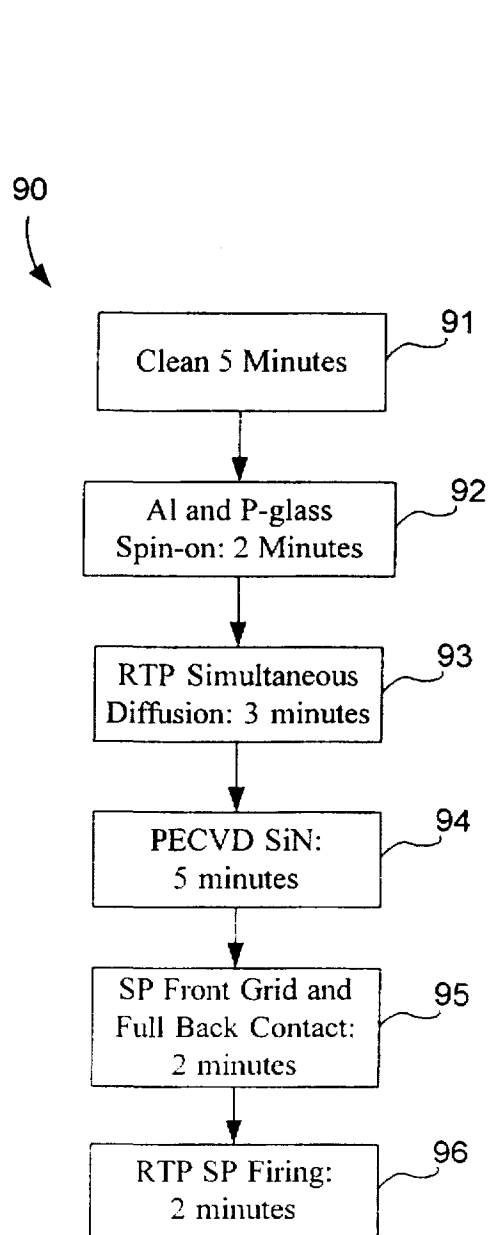 90
91
Clean 5 Minutes
92
Al and P-glass
Spin-on: 2 Minutes
93
RTP Simultaneous
Diffusion: 3 minutes
94
PECVD SiN:
5 minutes
95
SP Front Grid and
Full Back Contact:
2 minutes
96
RTP SP Firing:
2 minutes